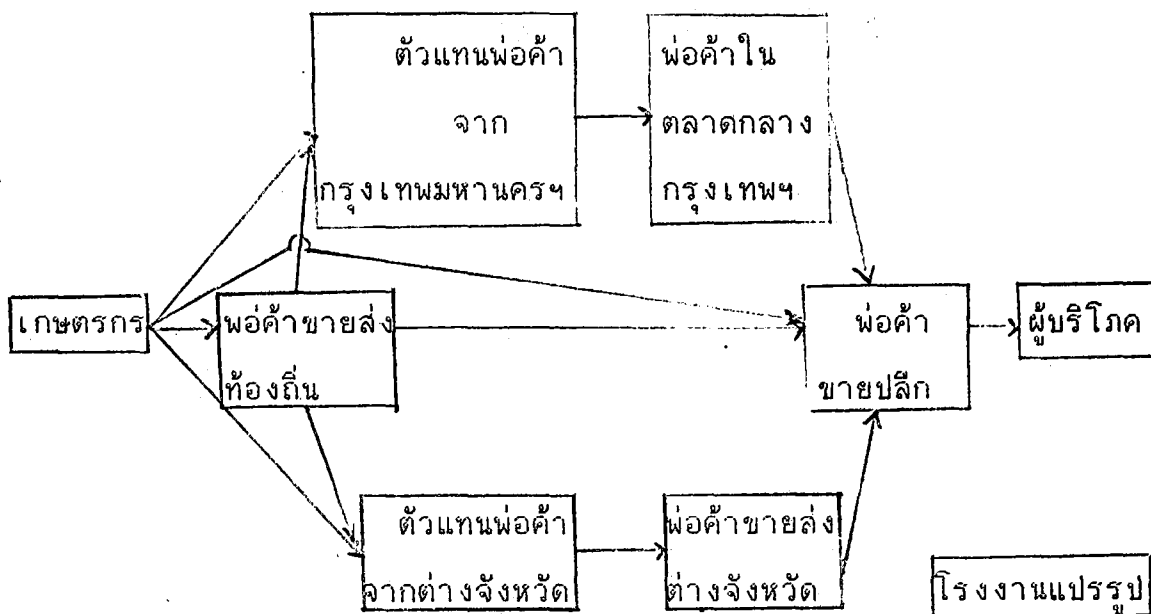 ตัวแทนพ่อค้า
จาก
กรุงเทพมหานครฯ
พ่อค้าใน
ตลาดกลาง
กรุงเทพฯ
เกษตรกร
พอ่ค้าขายส่ง
ท้องถิ่น
พ่อค้า
ขายปลีก
ผู้บริโภค
ตัวแทนพ่อค้า
จากต่างจังหวัด
พ่อค้าขายส่ง
ต่างจังหวัด
โรงงานแปรรูป